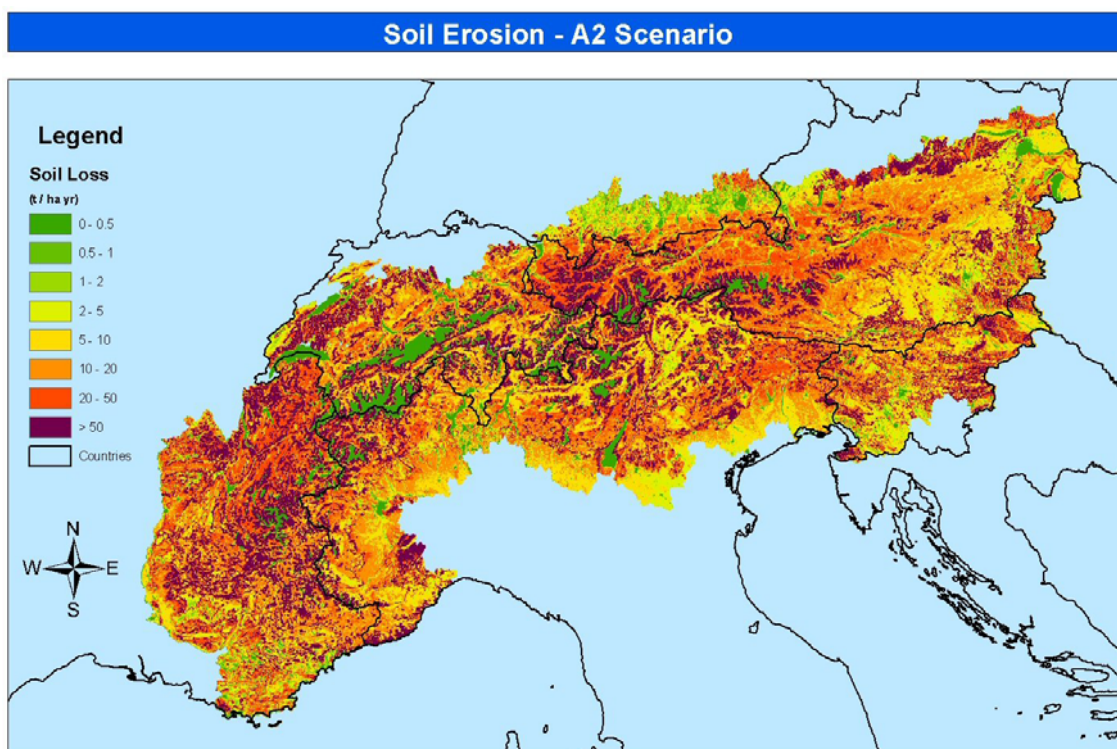 Soil Erosion - A2 Scenario
Legend
Soil Loss
(t / ha yr)
0 - 0.5
0.5 - 1
1 - 2
2 - 5
5 - 10
10 - 20
20 - 50
> 50
Countries
N
W E
S